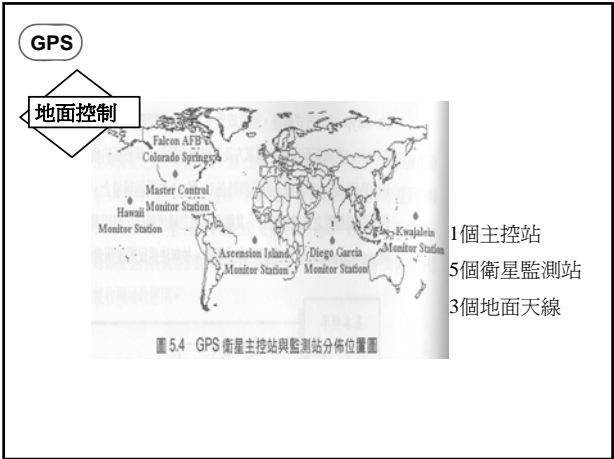 GPS
地面控制
Falcon AFB
Colorado Springs
Master Control
Monitor Station
Hawaii
Monitor Station
Ascension Island
Monitor Station
Diego Garcia
Monitor Station
Kwajalein
Monitor Station
1個主控站
5個衛星監測站
3個地面天線
圖 5.4 GPS 衛星主控站與監測站分佈位置圖